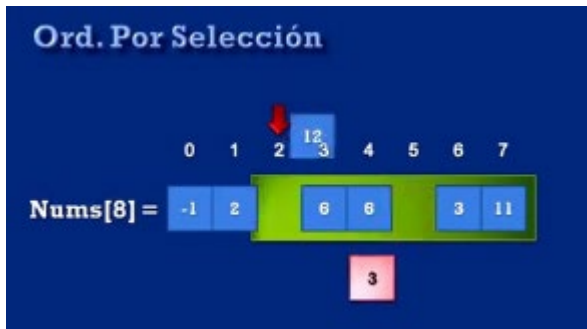 Ord. Por Selección
12
0 1 2 3 4 5 6 7
Nums[8] = -1 2 6 6 3 11
3